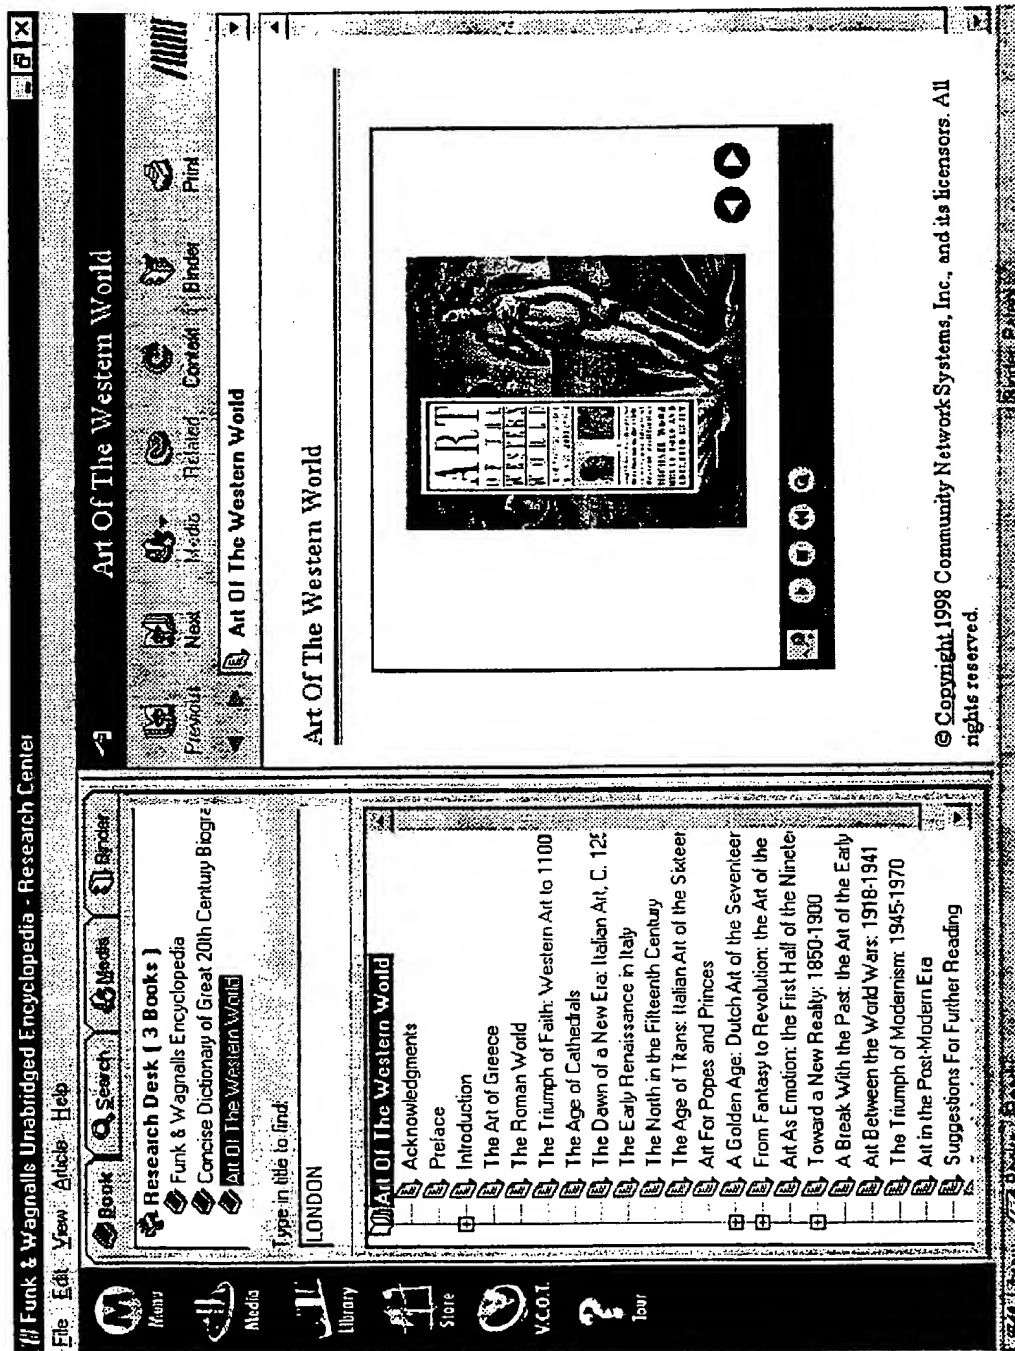 Funk & Wagnalls Unabridged Encyclopedia - Research Center
File Edit View Article Help
Menu
Media
Library
Store
V.C.O.T.
Tour
Book
Search
Media
Binder
Research Desk ( 3 Books )
Funk & Wagnalls Encyclopedia
Concise Dictionary of Great 20th Century Biogra
Art Of The Western World
Type in title to find:
LONDON
Art Of The Western World
Acknowledgments
Preface
Introduction
The Art of Greece
The Roman World
The Triumph of Faith: Western Art to 1100
The Age of Cathedrals
The Dawn of a New Era: Italian Art, C. 125
The Early Renaissance in Italy
The North in the Fifteenth Century
The Age of Titans: Italian Art of the Sixteen
Art For Popes and Princes
A Golden Age: Dutch Art of the Seventeen
From Fantasy to Revolution: the Art of the
Art As Emotion: the First Half of the Ninetee
Toward a New Reality: 1850-1900
A Break With the Past: the Art of the Early
Art Between the World Wars: 1918-1941
The Triumph of Modernism: 1945-1970
Art in the Post-Modern Era
Suggestions For Further Reading
Art Of The Western World
Previous Next Media Related Context Binder Print
Art Of The Western World
Art Of The Western World
ART
OF THE
WESTERN
WORLD
© Copyright 1998 Community Network Systems, Inc., and its licensors. All
rights reserved.